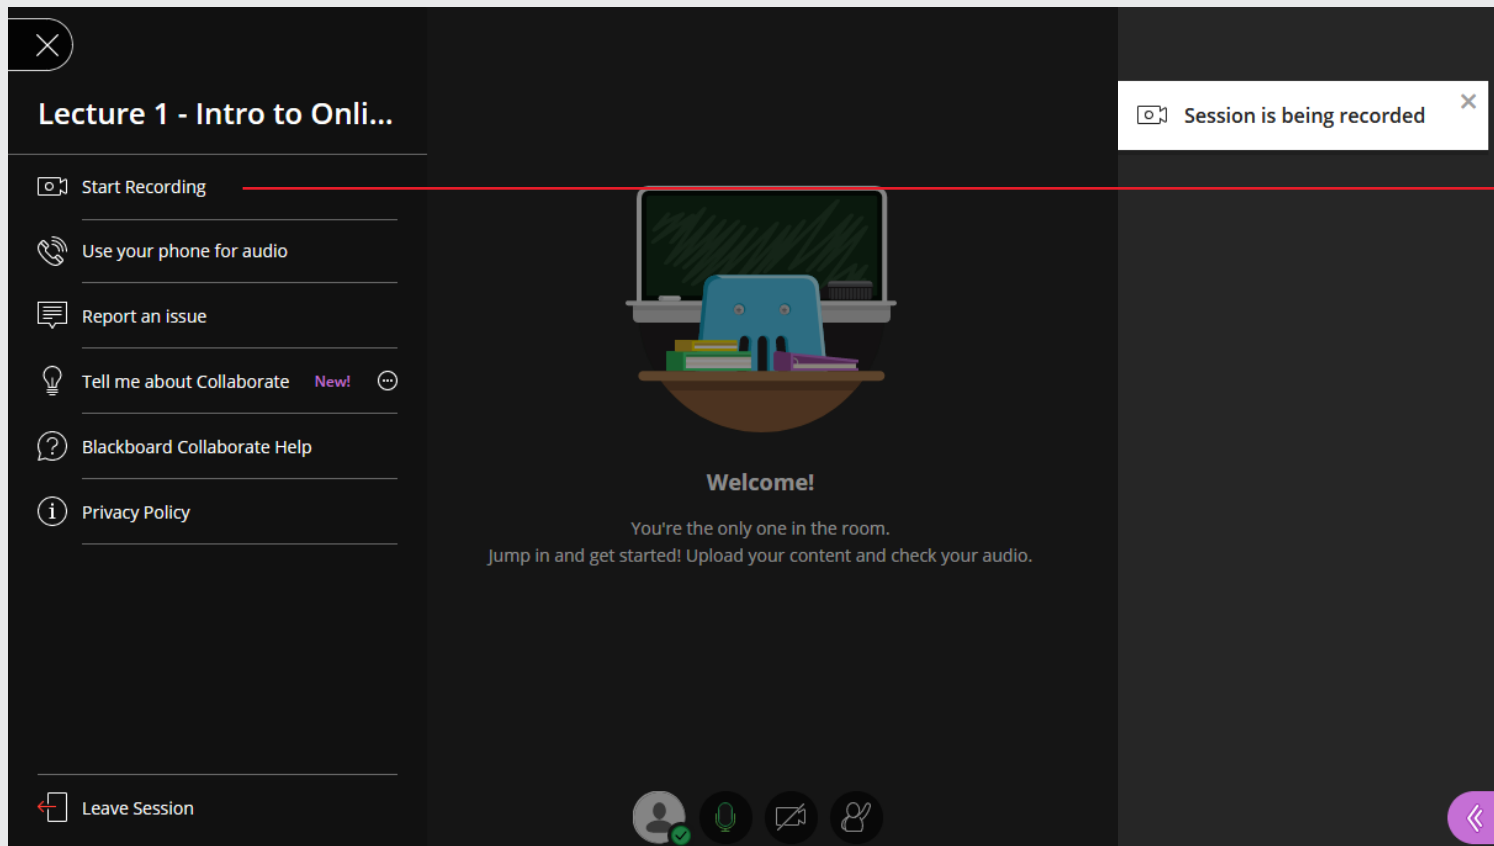 Lecture 1 - Intro to Onli...
Session is being recorded
Start Recording
Use your phone for audio
Report an issue
Tell me about Collaborate New!
Blackboard Collaborate Help
Privacy Policy
Welcome!
You're the only one in the room.
Jump in and get started! Upload your content and check your audio.
Leave Session